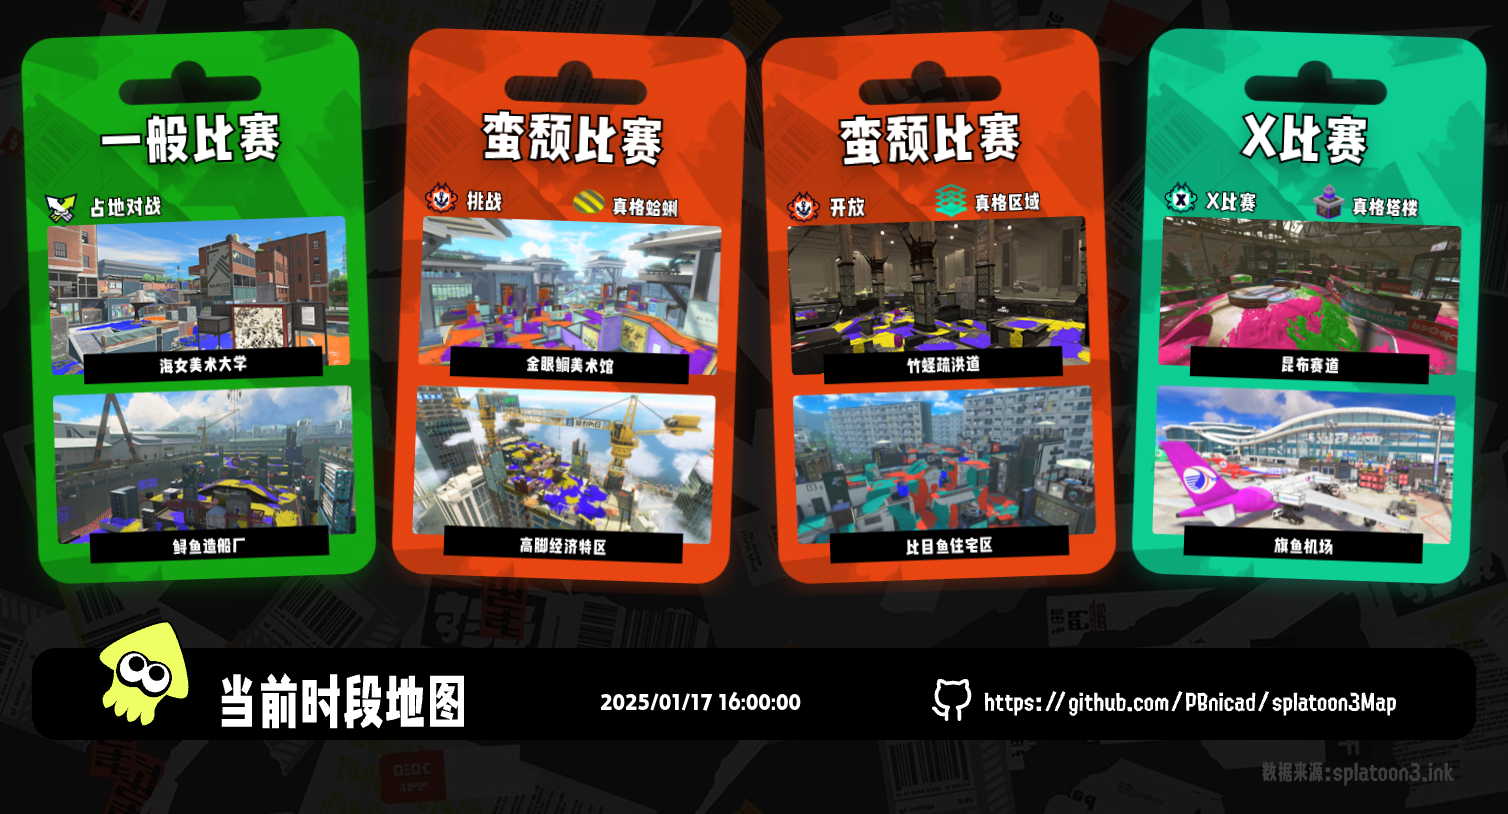 一般比赛
占地对战
海女美术大学
鲟鱼造船厂
蛮颓比赛
挑战
真格蛤蜊
金眼鲷美术馆
高脚经济特区
蛮颓比赛
开放
真格区域
竹蛏疏洪道
比目鱼住宅区
X比赛
X比赛
真格塔楼
昆布赛道
旗鱼机场
当前时段地图
2025/01/17 16:00:00
https://github.com/PBnicad/splatoon3Map
数据来源:splatoon3.ink